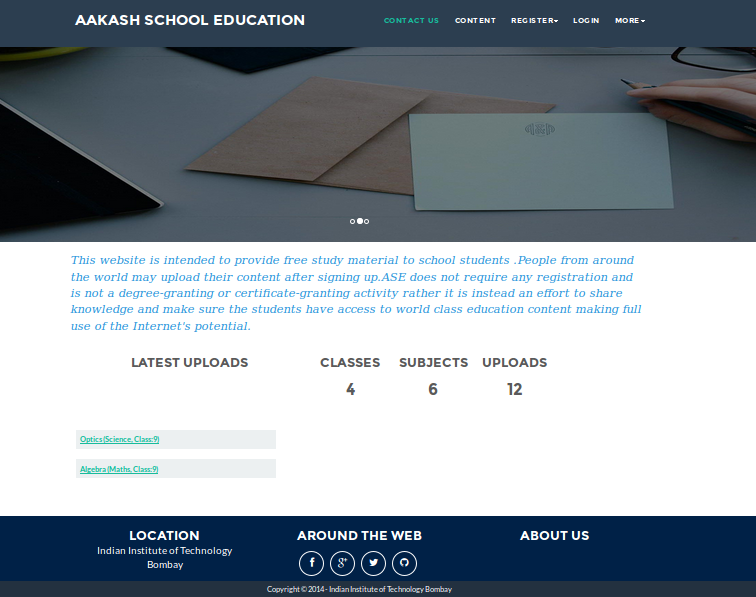 AAKASH SCHOOL EDUCATION
CONTACT US CONTENT REGISTER LOGIN MORE
This website is intended to provide free study material to school students .People from around
the world may upload their content after signing up.ASE does not require any registration and
is not a degree-granting or certificate-granting activity rather it is instead an effort to share
knowledge and make sure the students have access to world class education content making full
use of the Internet's potential.
LATEST UPLOADS CLASSES SUBJECTS UPLOADS
4 6 12
Optics(Science, Class:9)
Algebra(Maths, Class:9)
LOCATION AROUND THE WEB ABOUT US
Indian Institute of Technology
Bombay
Copyright © 2014 - Indian Institute of Technology Bombay